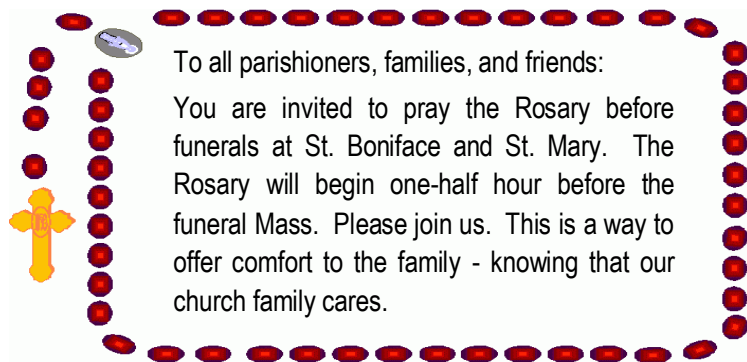 To all parishioners, families, and friends:
You are invited to pray the Rosary before
funerals at St. Boniface and St. Mary. The
Rosary will begin one-half hour before the
funeral Mass. Please join us. This is a way to
offer comfort to the family - knowing that our
church family cares.